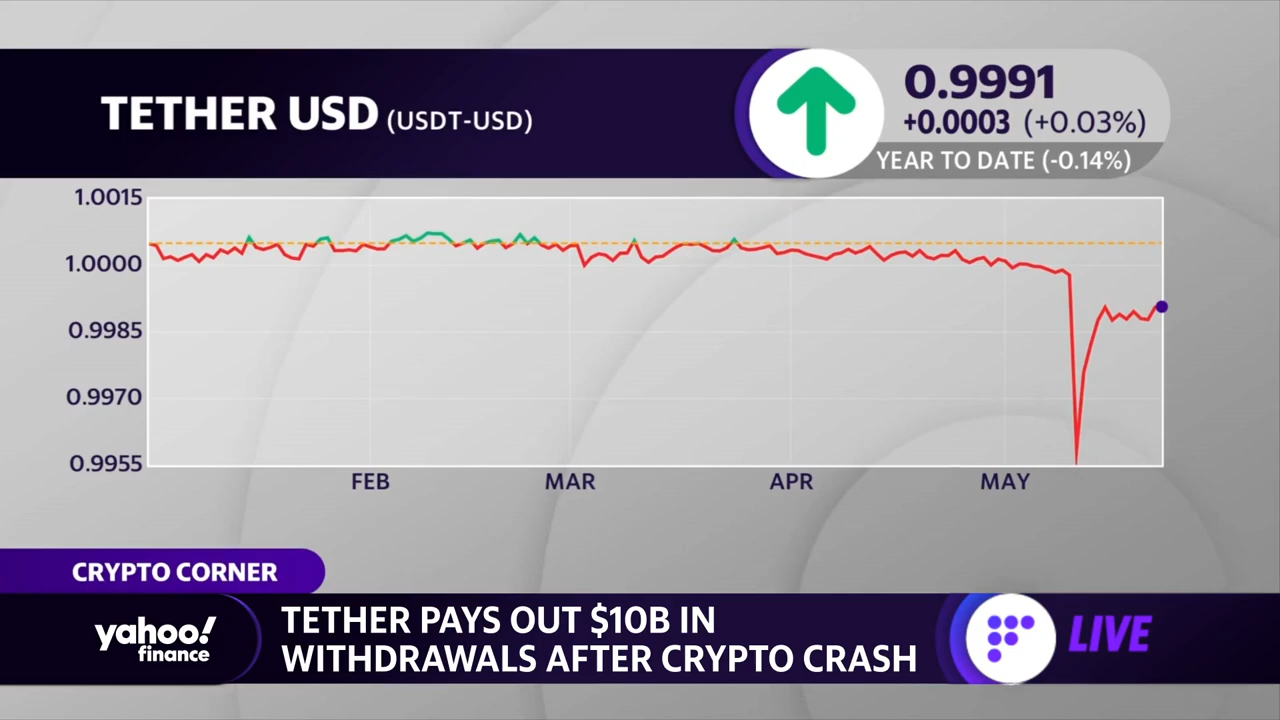 TETHER USD (USDT-USD)
0.9991
+0.0003 (+0.03%)
YEAR TO DATE (-0.14%)
1.0015
1.0000
0.9985
0.9970
0.9955
FEB MAR APR MAY
CRYPTO CORNER
yahoo!
finance
TETHER PAYS OUT $10B IN
WITHDRAWALS AFTER CRYPTO CRASH
LIVE